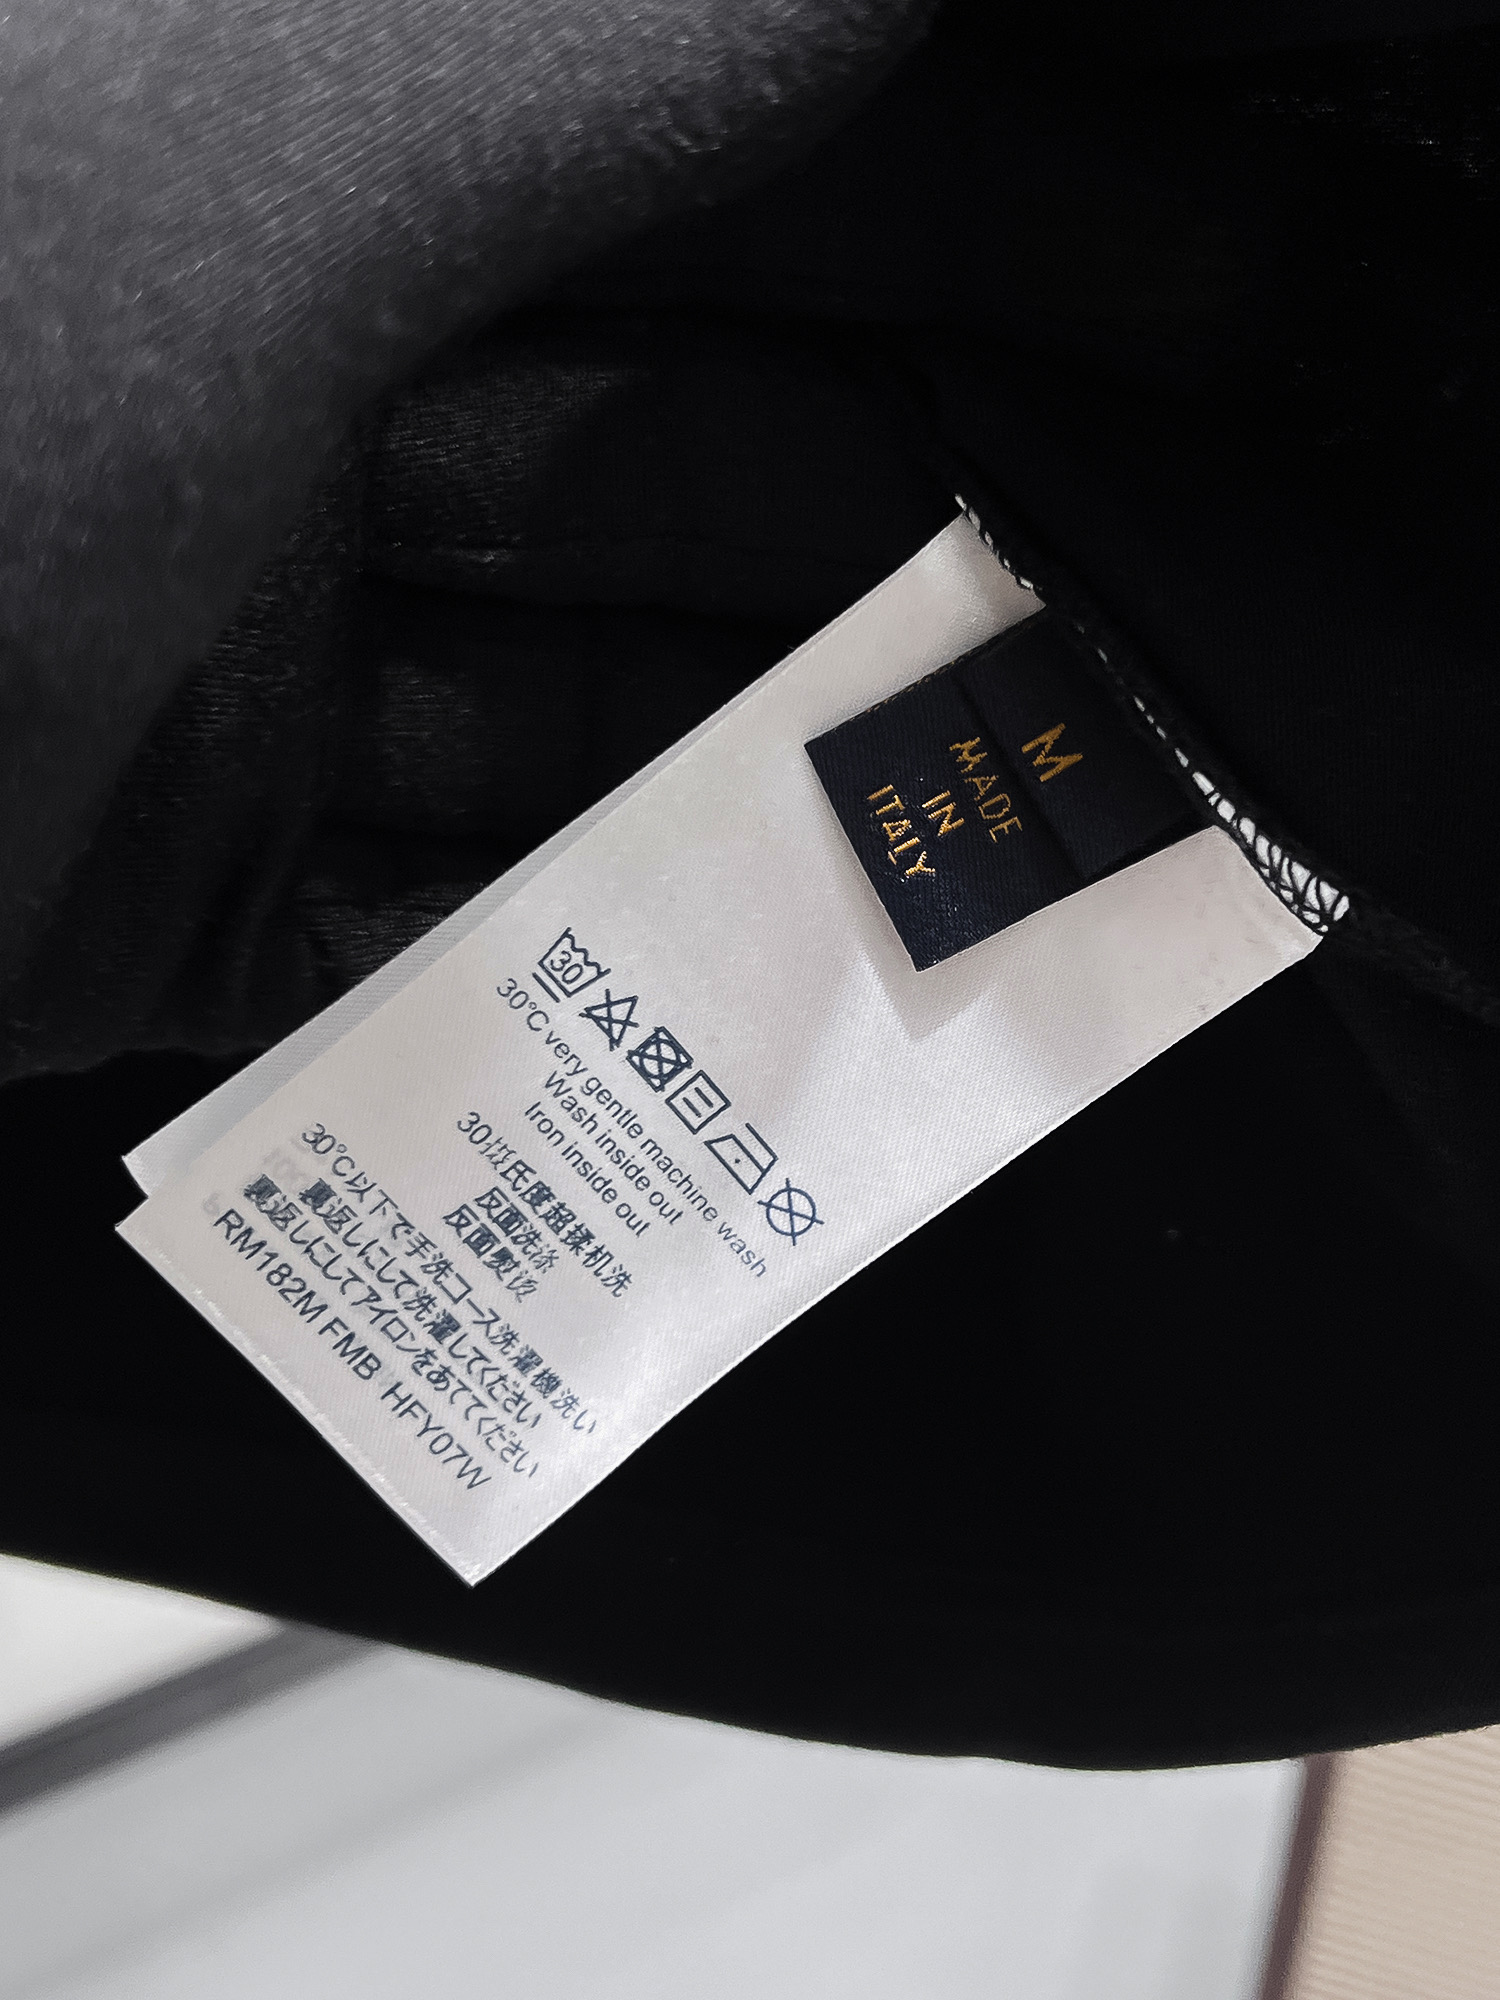 M
MADE
IN
ITALY
30
30°C very gentle machine wash
Wash inside out
Iron inside out
30摄氏度超揉机洗
反面洗涤
反面熨烫
30°C以下で手洗コース洗濯機洗い
裏返しにして洗濯してください
裏返しにしてアイロンをあててください
RM182M FMB HFY07W